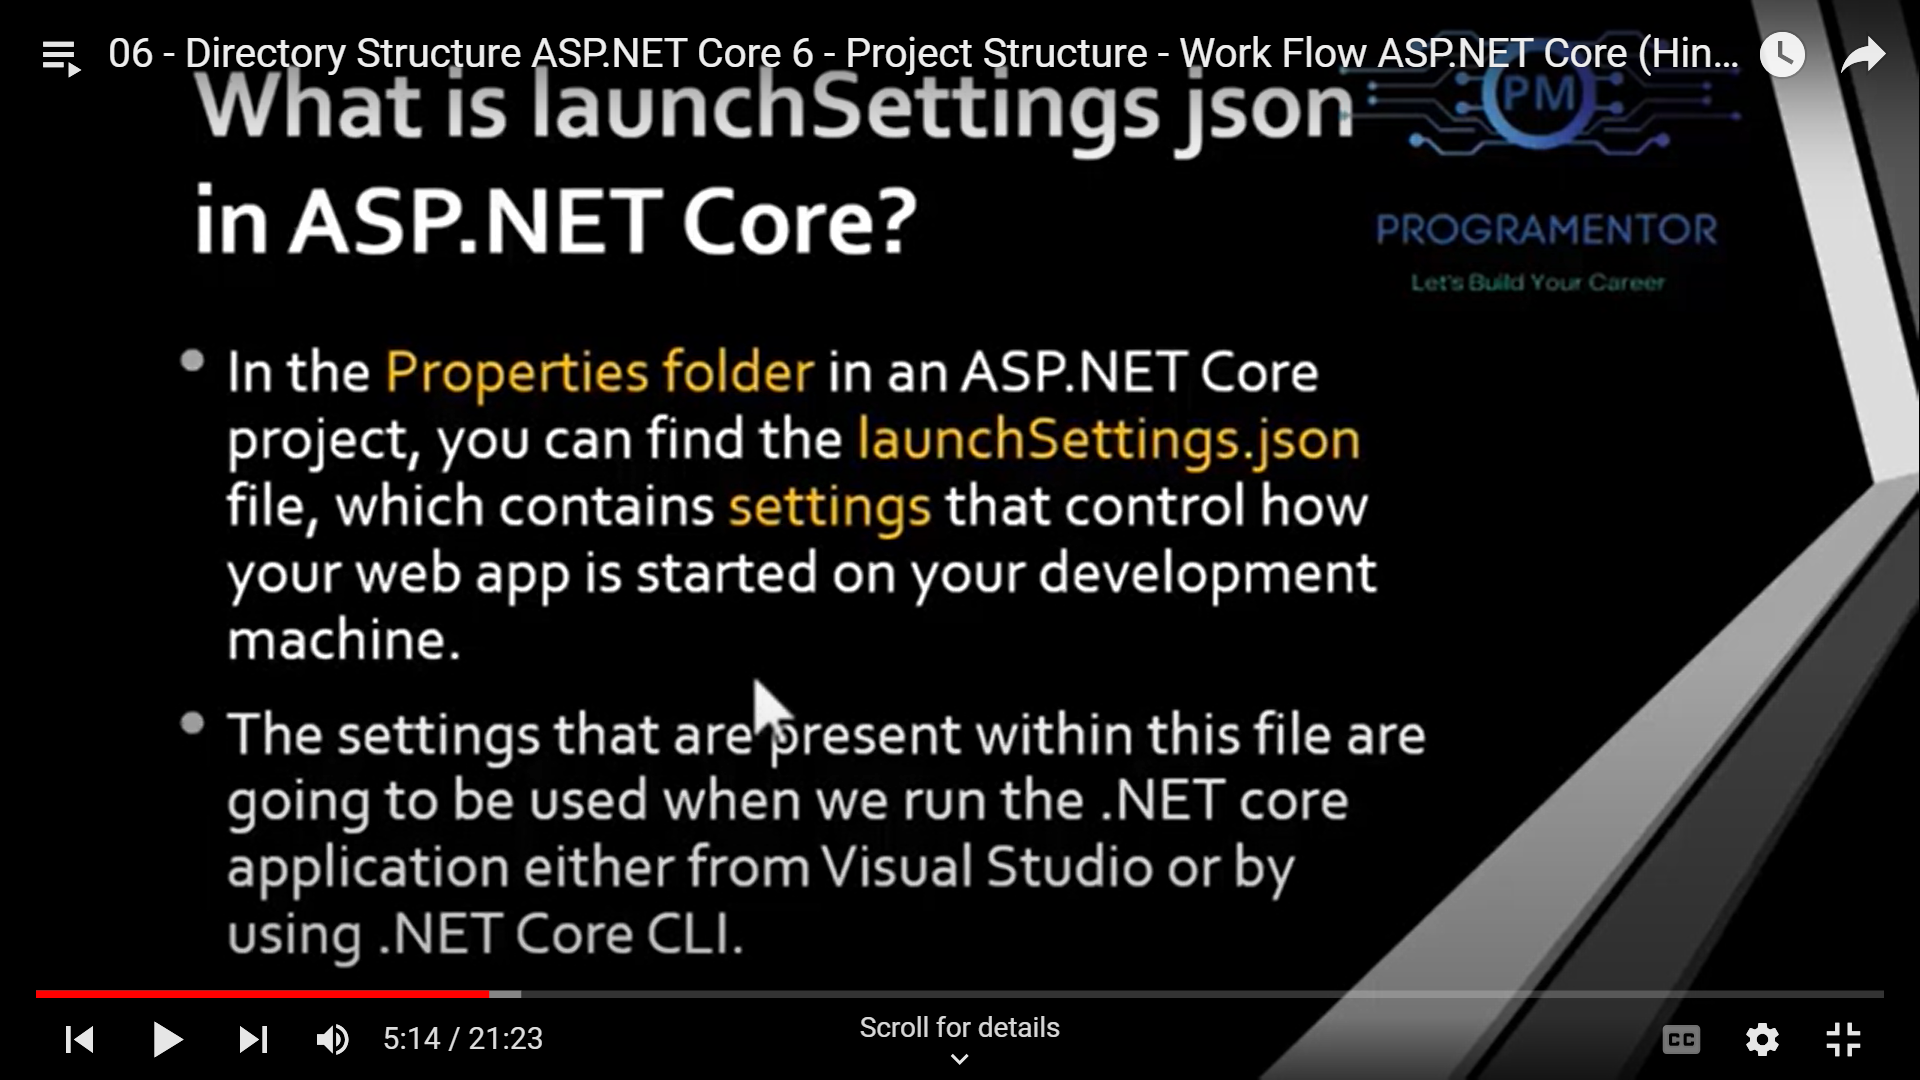 06 - Directory Structure ASP.NET Core 6 - Project Structure - Work Flow ASP.NET Core (Hin...
What is launchSettings json
in ASP.NET Core?
PM
PROGRAMENTOR
Let's Build Your Career
• In the Properties folder in an ASP.NET Core
project, you can find the launchSettings.json
file, which contains settings that control how
your web app is started on your development
machine.
• The settings that are present within this file are
going to be used when we run the .NET core
application either from Visual Studio or by
using .NET Core CLI.
5:14 / 21:23
Scroll for details
CC